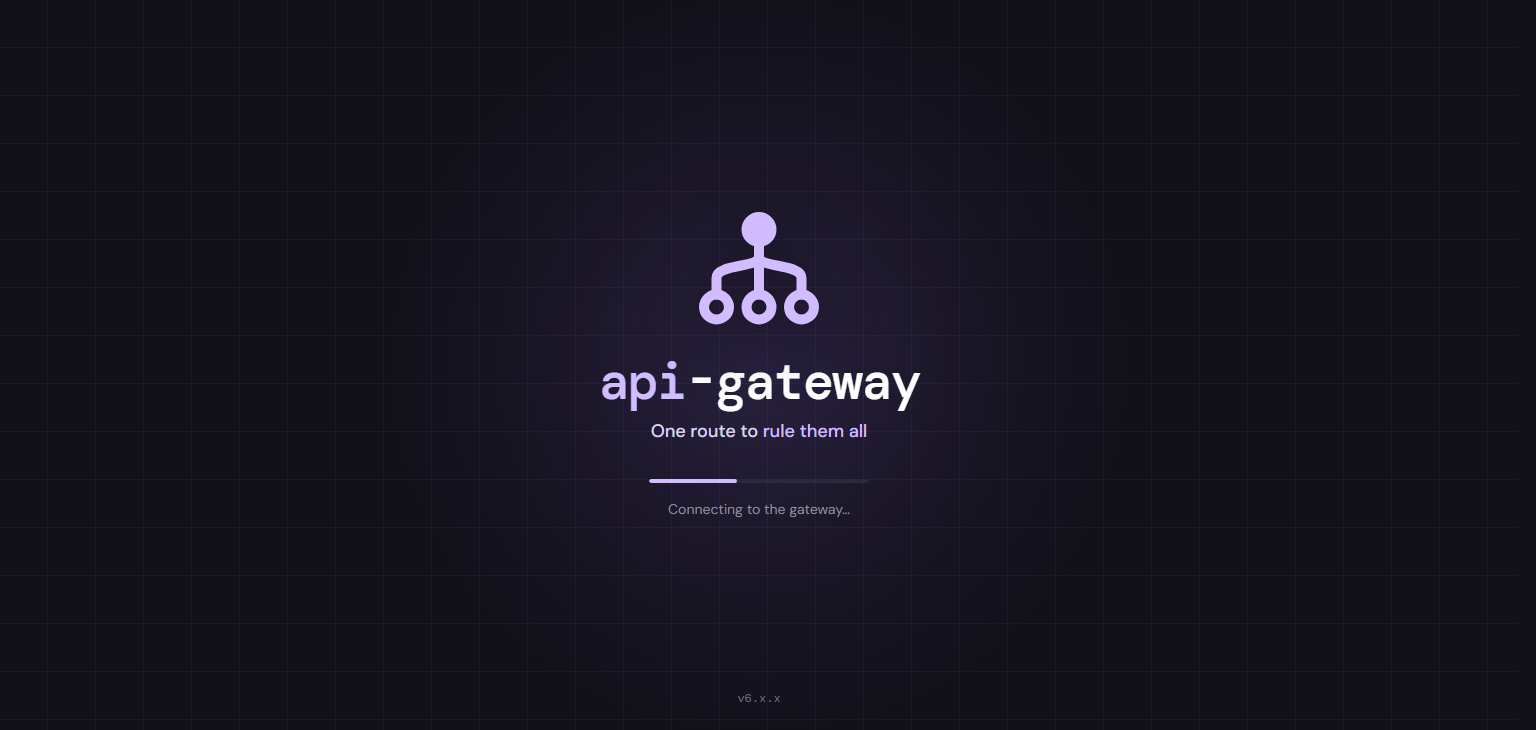 api-gateway
One route to rule them all
Connecting to the gateway…
v6.x.x